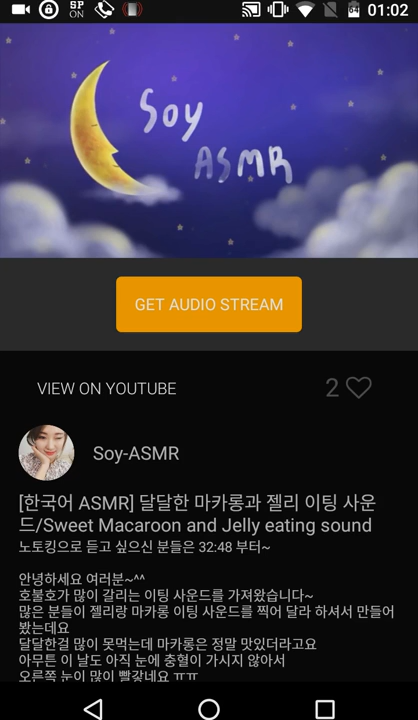 SP
ON
64
01:02
Soy
ASMR
GET AUDIO STREAM
VIEW ON YOUTUBE
2
Soy-ASMR
[한국어 ASMR] 달달한 마카롱과 젤리 이팅 사운
드/Sweet Macaroon and Jelly eating sound
노토킹으로 듣고 싶으신 분들은 32:48 부터~
안녕하세요 여러분~^^
호불호가 많이 갈리는 이팅 사운드를 가져왔습니다~
많은 분들이 젤리랑 마카롱 이팅 사운드를 찍어 달라 하셔서 만들어
봤는데요
달달한걸 많이 못먹는데 마카롱은 정말 맛있더라고요
아무튼 이 날도 아직 눈에 충혈이 가시지 않아서
오른쪽 눈이 많이 빨갛네요 ㅠㅠ